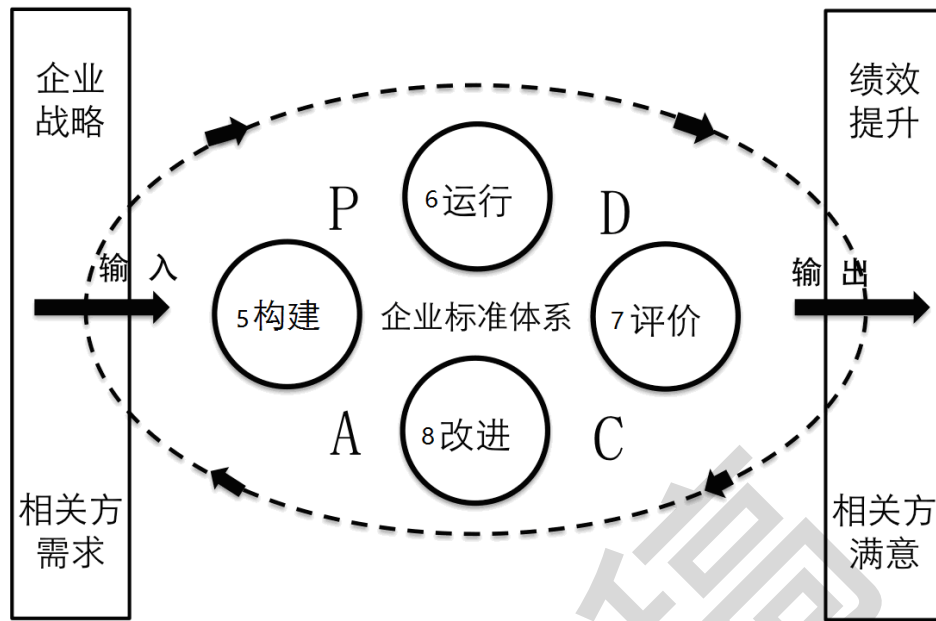 企业
战略
绩效
提升
P
6运行
D
输 入
输 出
5构建
企业标准体系
7评价
A
8改进
C
相关方
需求
相关方
满意
稿